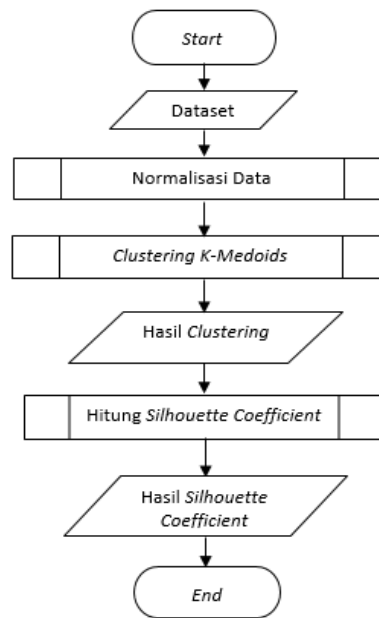 Start
Dataset
Normalisasi Data
Clustering K-Medoids
Hasil Clustering
Hitung Silhouette Coefficient
Hasil Silhouette
Coefficient
End